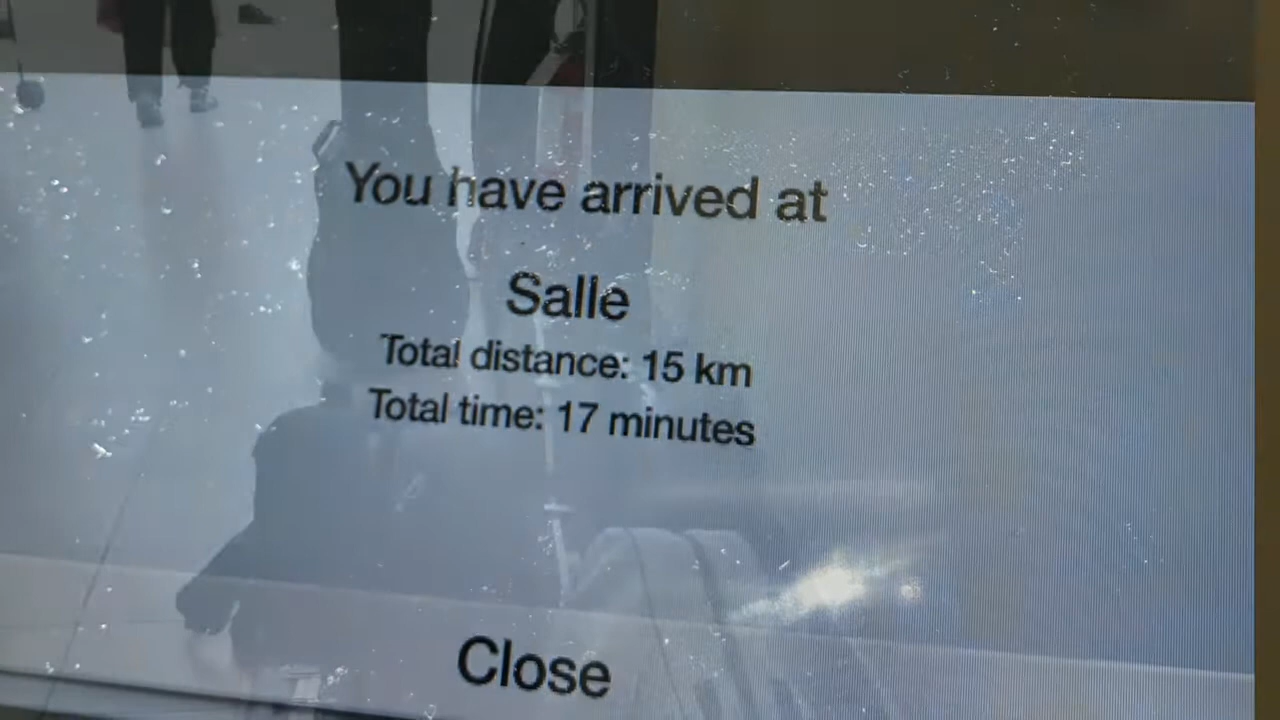 You have arrived at
Salle
Total distance: 15 km
Total time: 17 minutes
Close